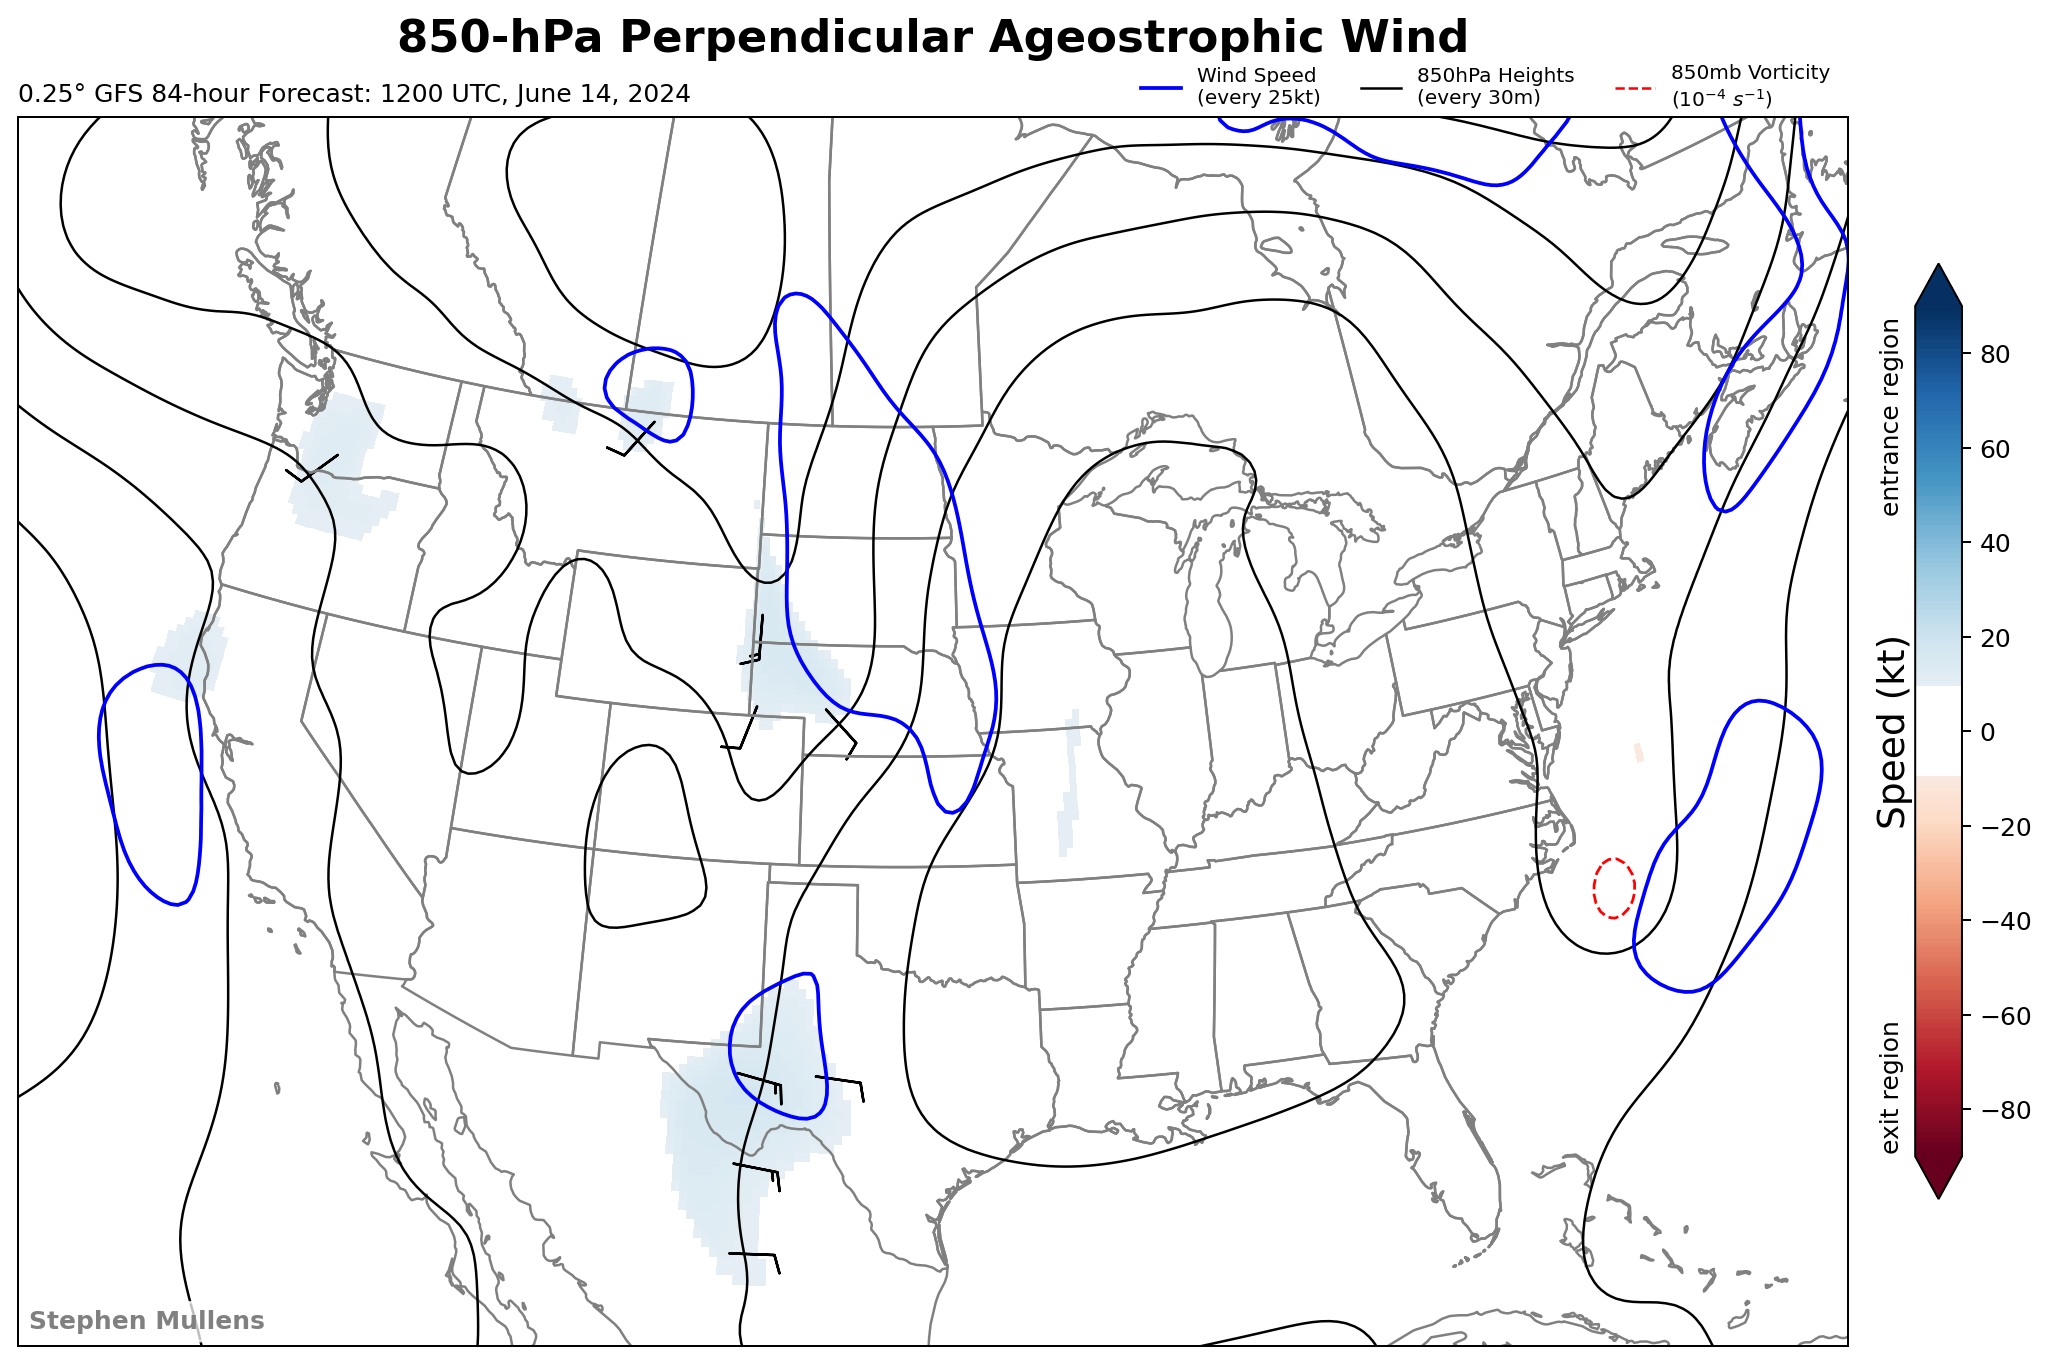 850-hPa Perpendicular Ageostrophic Wind
0.25° GFS 84-hour Forecast: 1200 UTC, June 14, 2024
Wind Speed
(every 25kt)
850hPa Heights
(every 30m)
850mb Vorticity
(10⁻⁴ s⁻¹)
entrance region
Speed (kt)
exit region
80
60
40
20
0
−20
−40
−60
−80
Stephen Mullens